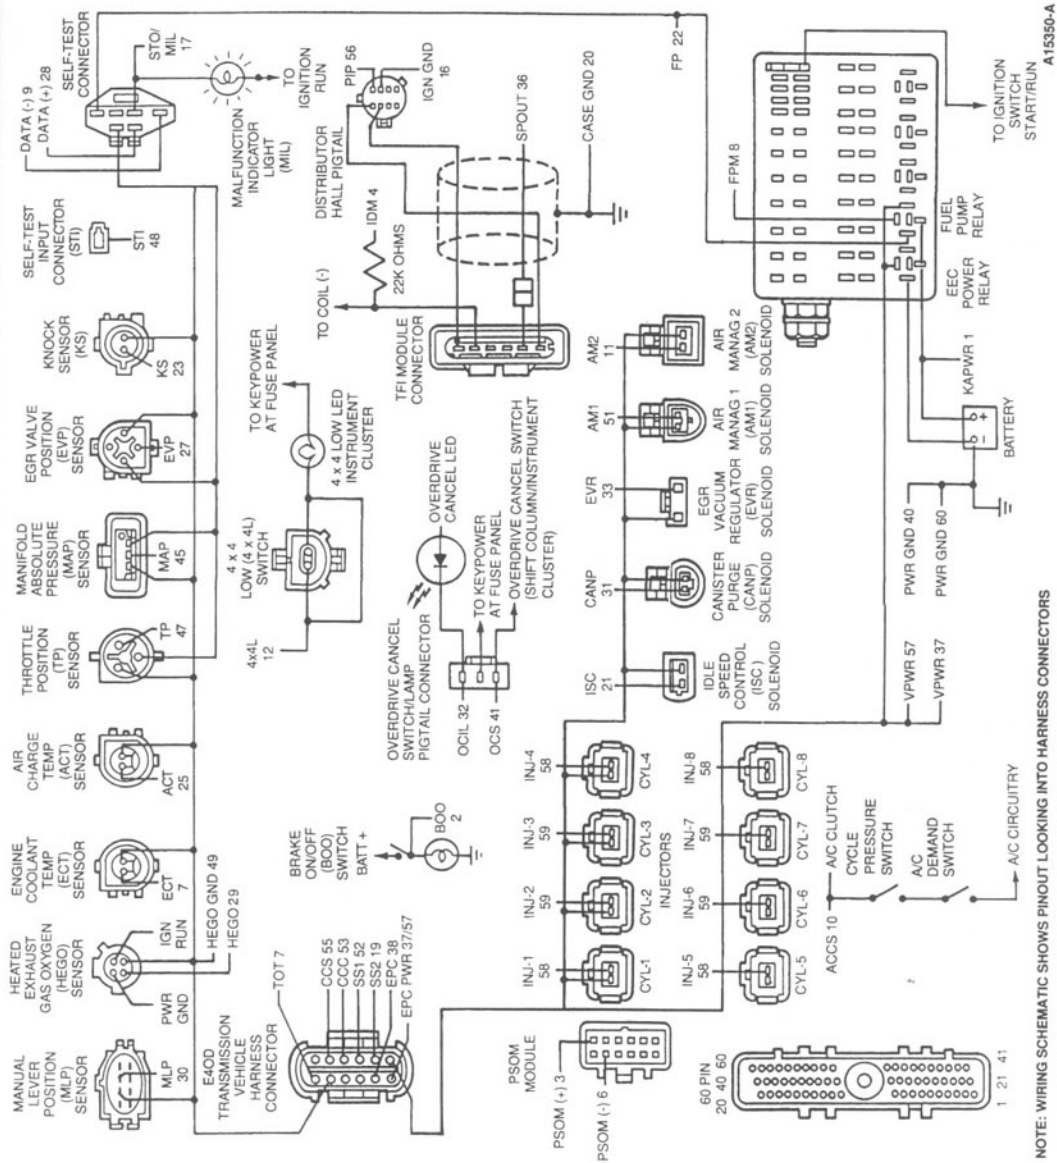 DATA (-) 9
DATA (+) 28
SELF-TEST
CONNECTOR
STO/
MIL
17
TO
IGNITION
RUN
MALFUNCTION
INDICATOR
LIGHT
(MIL)
PIP 56
IGN GND
16
DISTRIBUTOR
HALL PIGTAIL
SPOUT 36
CASE GND 20
FP 22
A15350-A
TO IGNITION
SWITCH
START/RUN
FPM 8
FUEL
PUMP
RELAY
EEC
POWER
RELAY
SELF-TEST
INPUT
CONNECTOR
(STI)
STI
48
KNOCK
SENSOR
(KS)
KS
23
EGR VALVE
POSITION
(EVP)
SENSOR
EVP
27
MANIFOLD
ABSOLUTE
PRESSURE
(MAP)
SENSOR
MAP
45
THROTTLE
POSITION
(TP)
SENSOR
TP
47
AIR
CHARGE
TEMP
(ACT)
SENSOR
ACT
25
ENGINE
COOLANT
TEMP
(ECT)
SENSOR
ECT
7
HEATED
EXHAUST
GAS OXYGEN
(HEGO)
SENSOR
IGN
RUN
PWR
GND
HEGO GND 49
HEGO 29
MANUAL
LEVER
POSITION
(MLP)
SENSOR
MLP
30
IDM 4
22K OHMS
TO COIL (-)
TFI MODULE
CONNECTOR
TO KEYPOWER
AT FUSE PANEL
4 x 4 LOW LED
INSTRUMENT
CLUSTER
4 x 4
LOW (4 x 4L)
SWITCH
4x4L
12
OVERDRIVE
CANCEL LED
OVERDRIVE CANCEL
SWITCH/LAMP
PIGTAIL CONNECTOR
TO KEYPOWER
AT FUSE PANEL
OVERDRIVE CANCEL SWITCH
(SHIFT COLUMN/INSTRUMENT
CLUSTER)
OCIL 32
OCS 41
BRAKE
ON/OFF
(BOO)
SWITCH
BATT +
BOO
2
E4OD
TRANSMISSION
VEHICLE
HARNESS
CONNECTOR
TOT 7
CCS 55
CCC 53
SS1 52
SS2 19
EPC 38
EPC PWR 37/57
AM2
11
AIR
MANAG 2
(AM2)
SOLENOID
AM1
51
AIR
MANAG 1
(AM1)
SOLENOID
EVR
33
EGR
VACUUM
REGULATOR
(EVR)
SOLENOID
CANP
31
CANISTER
PURGE
(CANP)
SOLENOID
ISC
21
IDLE
SPEED
CONTROL
(ISC )
SOLENOID
KAPWR 1
BATTERY
+
-
PWR GND 40
PWR GND 60
VPWR 57
VPWR 37
INJ-4
58
CYL-4
INJ-3
59
CYL-3
INJ-2
59
CYL-2
INJ-1
58
CYL-1
INJECTORS
INJ-8
58
CYL-8
INJ-7
59
CYL-7
INJ-6
59
CYL-6
INJ-5
58
CYL-5
ACCS 10
A/C CLUTCH
CYCLE
PRESSURE
SWITCH
A/C
DEMAND
SWITCH
A/C CIRCUITRY
PSOM
MODULE
PSOM (+) 3
PSOM (-) 6
60 PIN
20 40 60
1 21 41
NOTE: WIRING SCHEMATIC SHOWS PINOUT LOOKING INTO HARNESS CONNECTORS